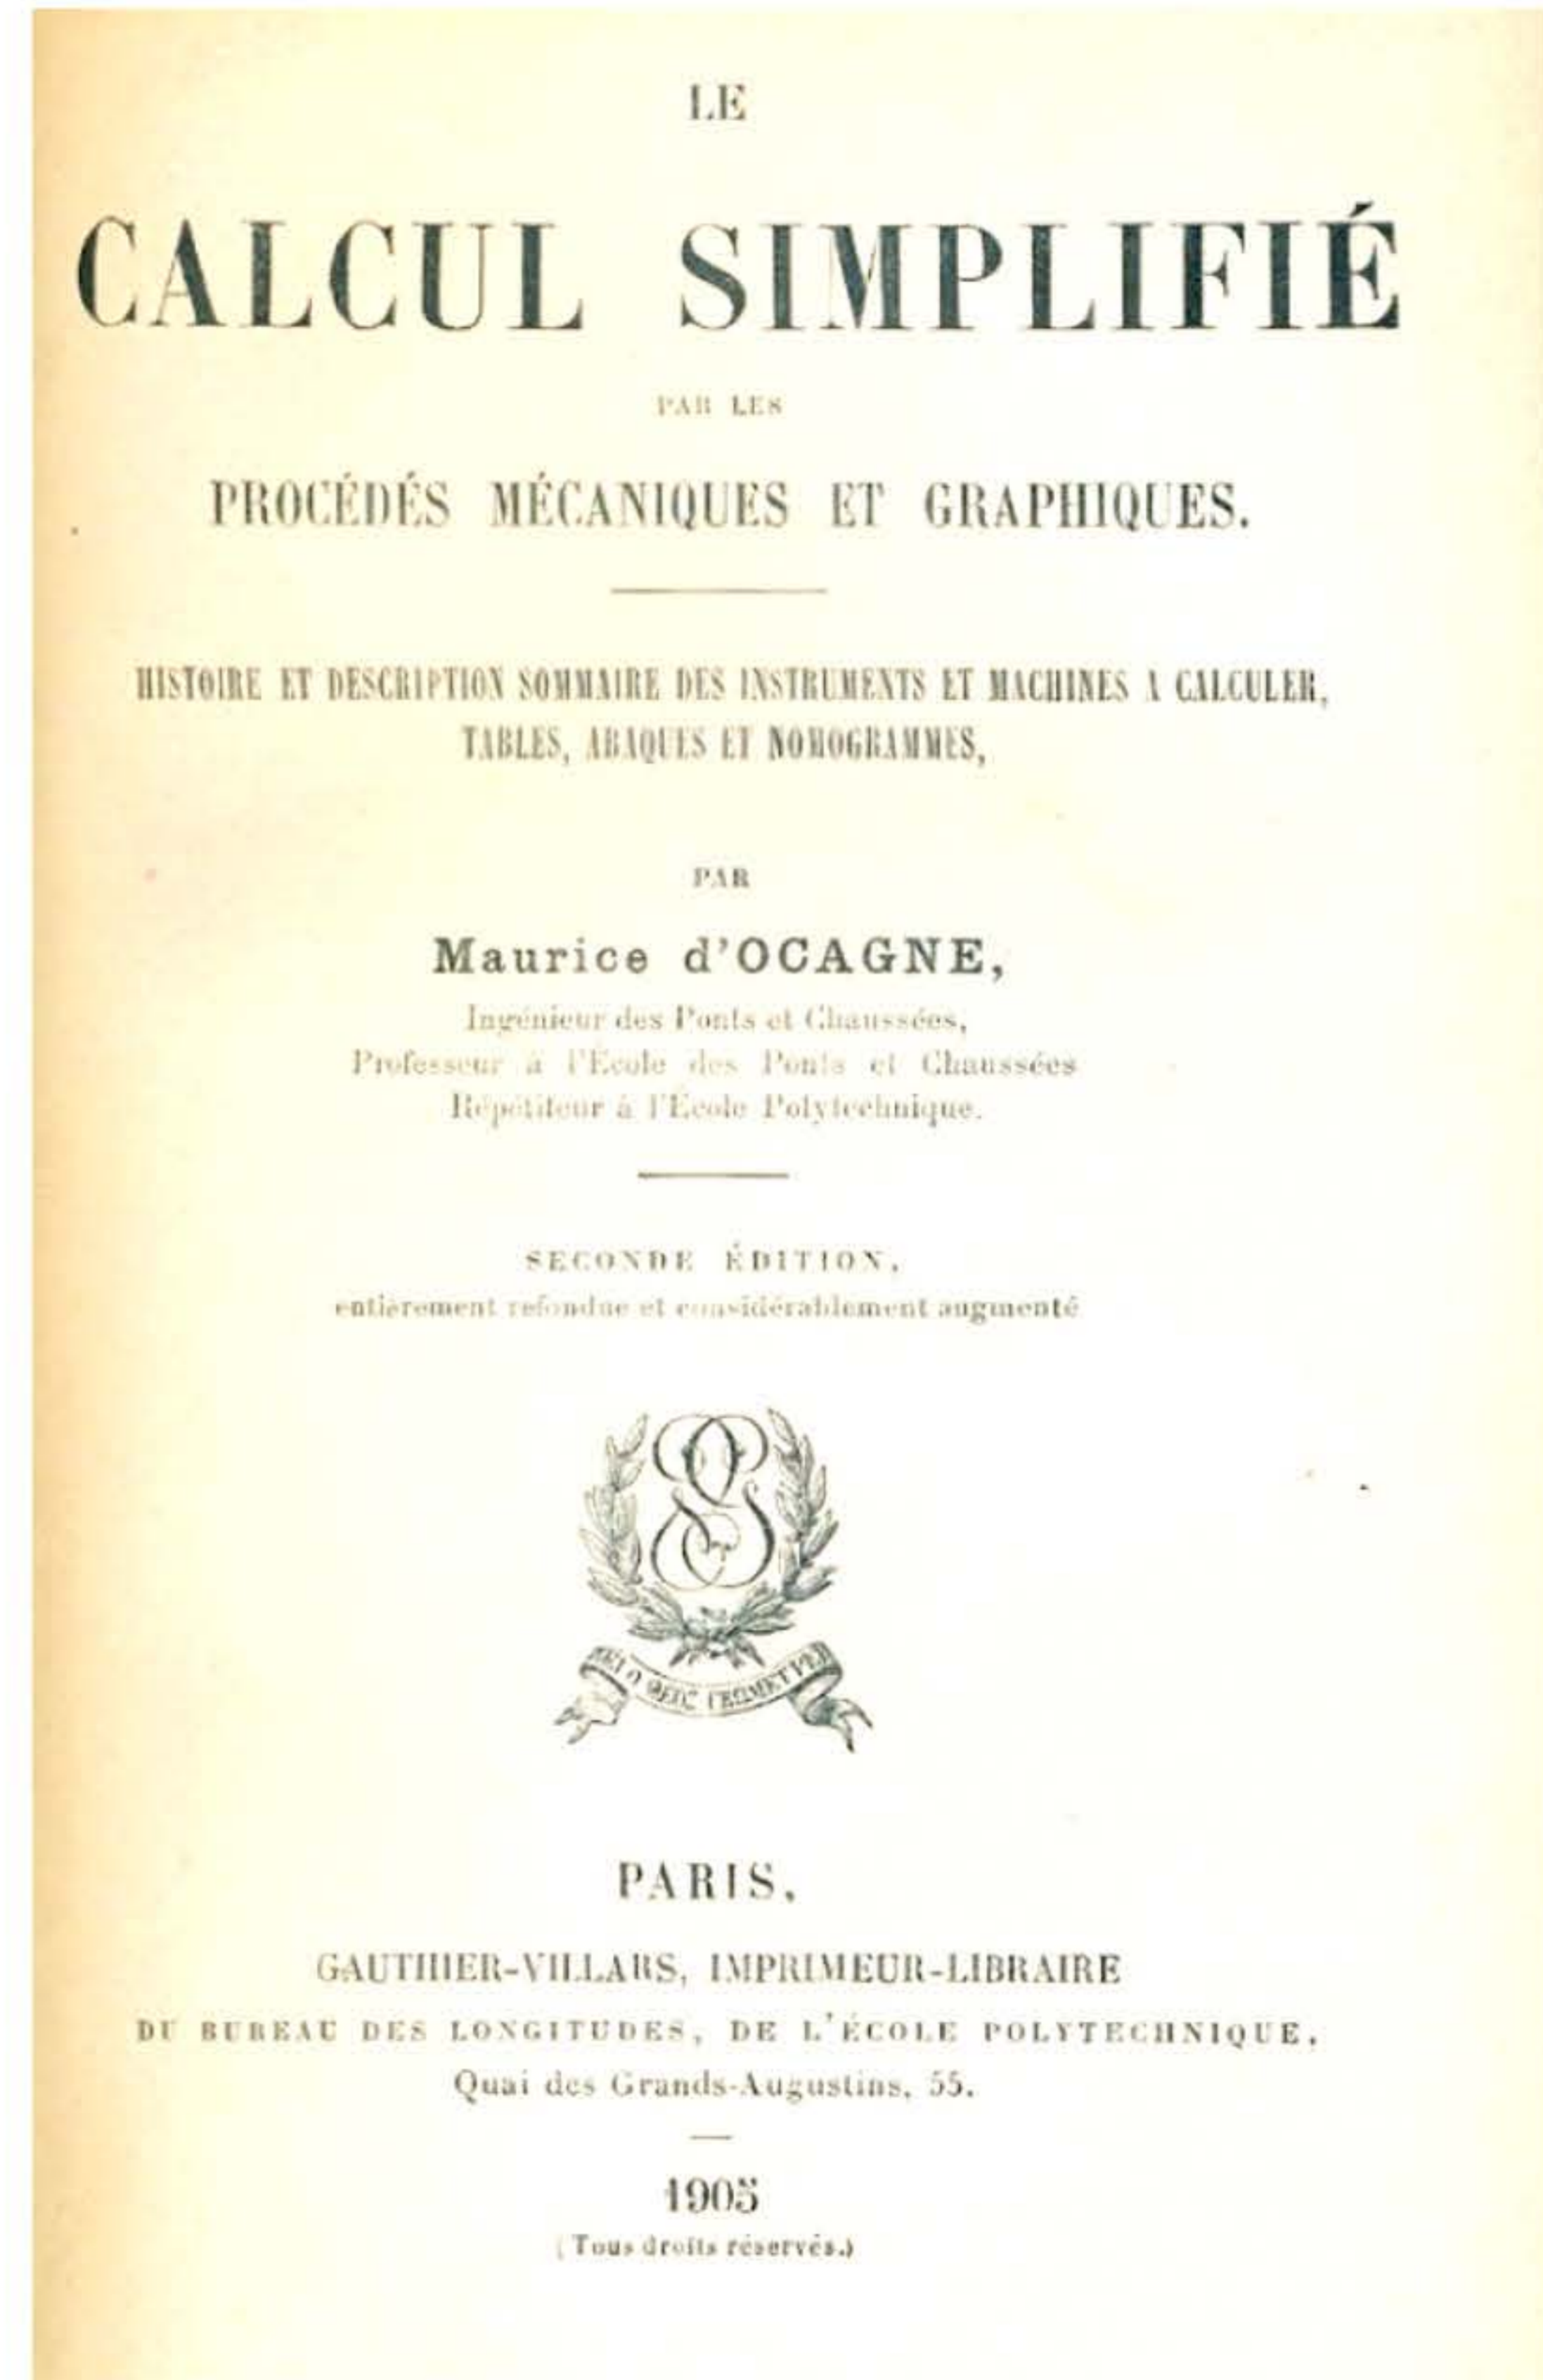 LE
CALCUL SIMPLIFIÉ
PAR LES
PROCÉDÉS MÉCANIQUES ET GRAPHIQUES.
HISTOIRE ET DESCRIPTION SOMMAIRE DES INSTRUMENTS ET MACHINES A CALCULER,
TABLES, ABAQUES ET NOMOGRAMMES,
PAR
Maurice d'OCAGNE,
Ingénieur des Ponts et Chaussées,
Professeur à l'École des Ponts et Chaussées
Répétiteur à l'École Polytechnique.
SECONDE ÉDITION,
entièrement refondue et considérablement augmenté
ΑΕΙ Ο ΘΕΟΣ ΓΕΩΜΕΤΡΕΙ
PARIS,
GAUTHIER-VILLARS, IMPRIMEUR-LIBRAIRE
DU BUREAU DES LONGITUDES, DE L'ÉCOLE POLYTECHNIQUE,
Quai des Grands-Augustins, 55.
1905
(Tous droits réservés.)